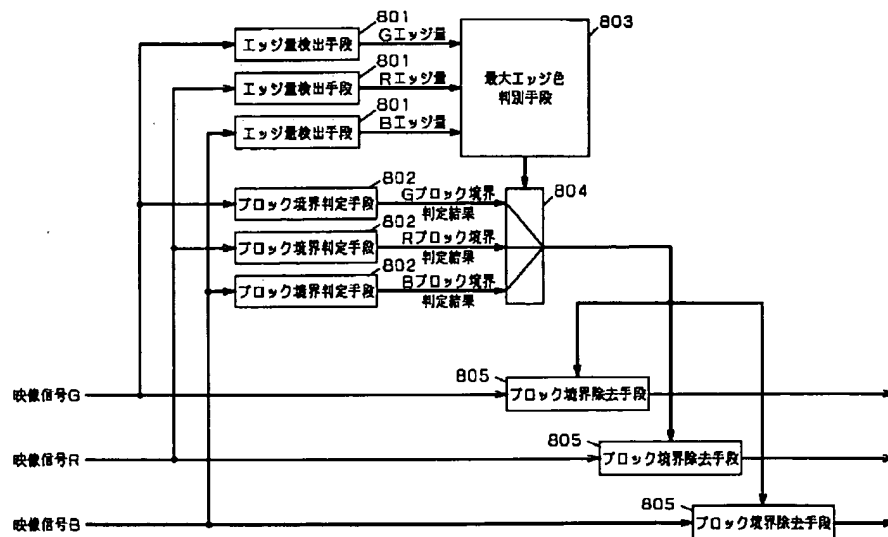 801
エッジ量検出手段
Gエッジ量
803
801
エッジ量検出手段
Rエッジ量
最大エッジ色
判別手段
801
エッジ量検出手段
Bエッジ量
802
ブロック境界判定手段
Gブロック境界
判定結果
804
802
ブロック境界判定手段
Rブロック境界
判定結果
802
ブロック境界判定手段
Bブロック境界
判定結果
映像信号G
805
ブロック境界除去手段
映像信号R
805
ブロック境界除去手段
映像信号B
805
ブロック境界除去手段